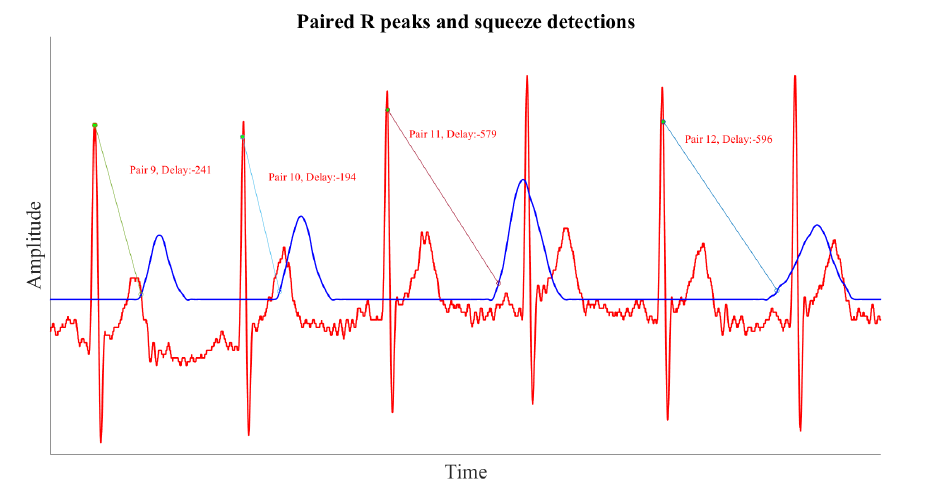 Paired R peaks and squeeze detections
Pair 9, Delay:-241
Pair 10, Delay:-194
Pair 11, Delay:-579
Pair 12, Delay:-596
Amplitude
Time